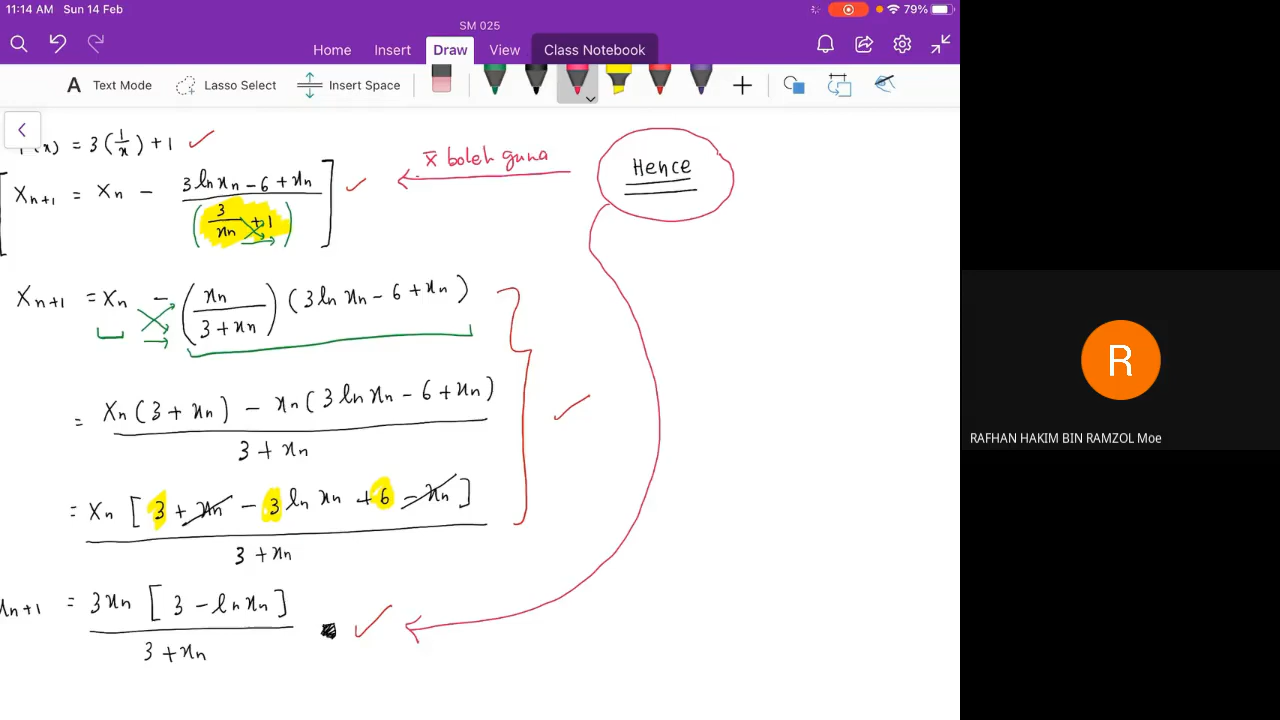 11:14 AM Sun 14 Feb
79%
SM 025
Home Insert Draw View Class Notebook
Text Mode Lasso Select Insert Space
(x) = 3(1/x) + 1 ✓
[ Xn+1 = Xn - (3 ln xn - 6 + xn) / (3/xn + 1) ] ✓
x̄ boleh guna
Hence
Xn+1 = Xn - (xn / (3 + xn)) (3 ln xn - 6 + xn)
= (Xn (3 + xn) - xn (3 ln xn - 6 + xn)) / (3 + xn) ✓
= Xn [3 + xn - 3 ln xn + 6 - xn] / (3 + xn)
xn+1 = 3xn [3 - ln xn] / (3 + xn) ✓
R
RAFHAN HAKIM BIN RAMZOL Moe